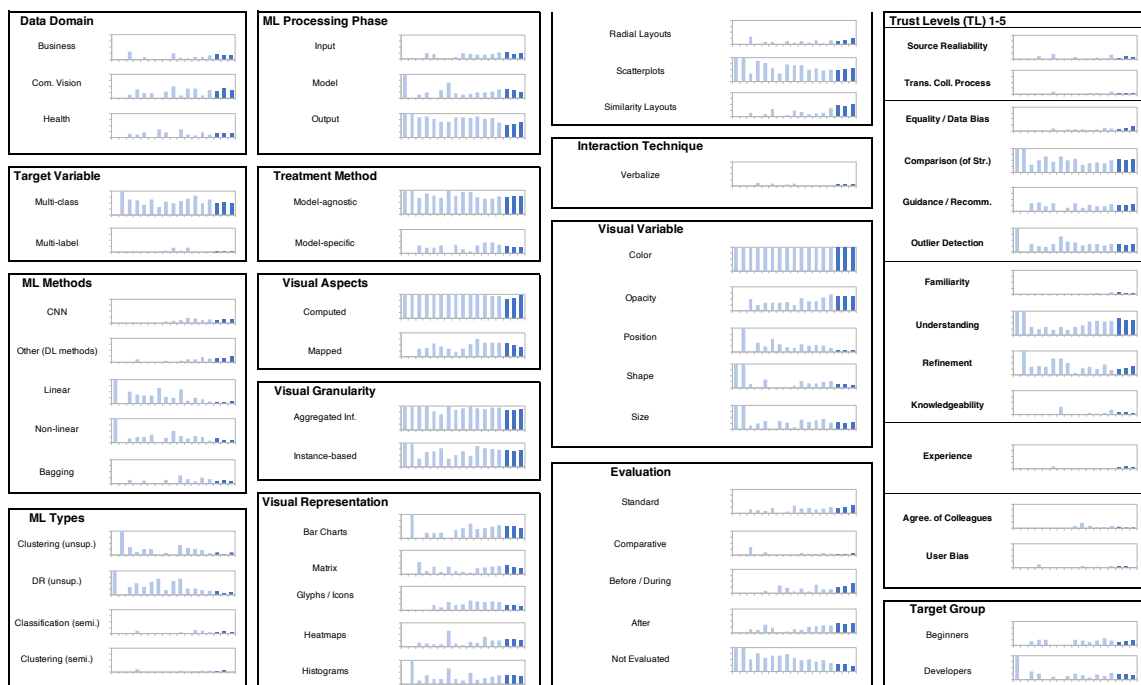 Data Domain
Business
Com. Vision
Health
Target Variable
Multi-class
Multi-label
ML Methods
CNN
Other (DL methods)
Linear
Non-linear
Bagging
ML Types
Clustering (unsup.)
DR (unsup.)
Classification (semi.)
Clustering (semi.)
ML Processing Phase
Input
Model
Output
Treatment Method
Model-agnostic
Model-specific
Visual Aspects
Computed
Mapped
Visual Granularity
Aggregated Inf.
Instance-based
Visual Representation
Bar Charts
Matrix
Glyphs / Icons
Heatmaps
Histograms
Radial Layouts
Scatterplots
Similarity Layouts
Interaction Technique
Verbalize
Visual Variable
Color
Opacity
Position
Shape
Size
Evaluation
Standard
Comparative
Before / During
After
Not Evaluated
Trust Levels (TL) 1-5
Source Realiability
Trans. Coll. Process
Equality / Data Bias
Comparison (of Str.)
Guidance / Recomm.
Outlier Detection
Familiarity
Understanding
Refinement
Knowledgeability
Experience
Agree. of Colleagues
User Bias
Target Group
Beginners
Developers